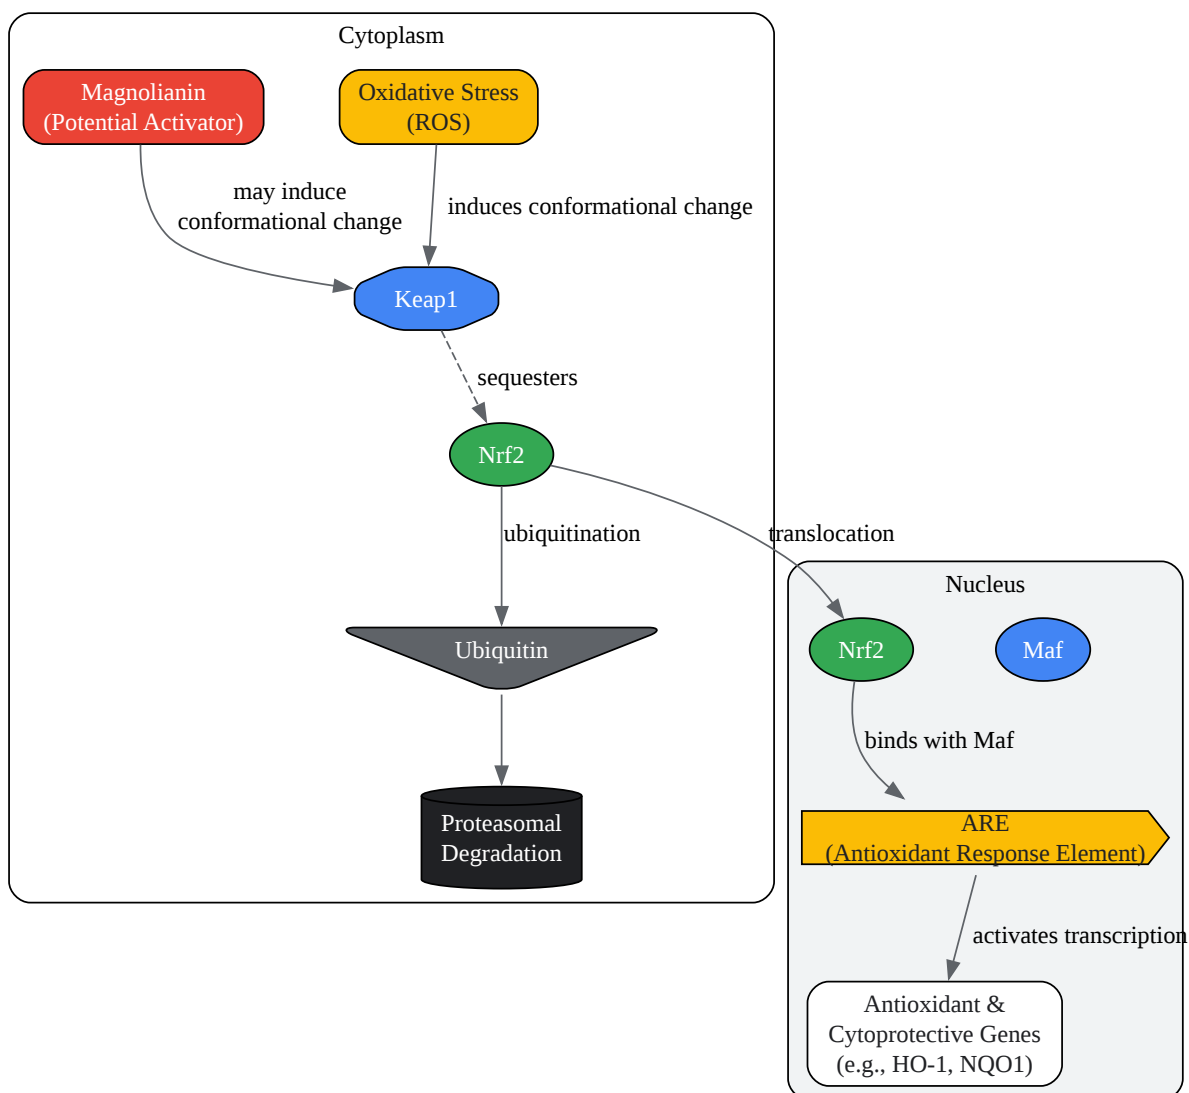 Cytoplasm
Magnolianin
(Potential Activator)
Oxidative Stress
(ROS)
may induce
conformational change
induces conformational change
Keap1
sequesters
Nrf2
ubiquitination
translocation
Nucleus
Ubiquitin
Nrf2
Maf
binds with Maf
Proteasomal
Degradation
ARE
(Antioxidant Response Element)
activates transcription
Antioxidant &
Cytoprotective Genes
(e.g., HO-1, NQO1)